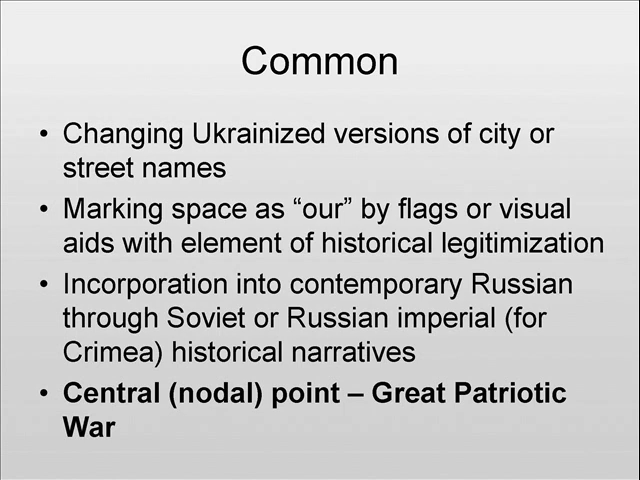 Common
• Changing Ukrainized versions of city or
street names
• Marking space as “our” by flags or visual
aids with element of historical legitimization
• Incorporation into contemporary Russian
through Soviet or Russian imperial (for
Crimea) historical narratives
• Central (nodal) point – Great Patriotic
War